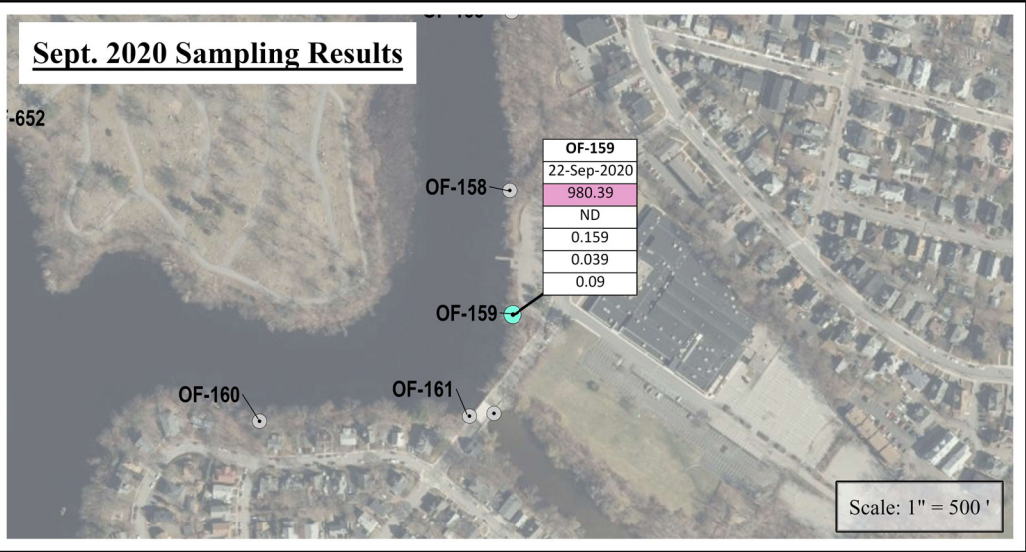 Sept. 2020 Sampling Results
-652
OF-159
22-Sep-2020
980.39
ND
0.159
0.039
0.09
OF-158
OF-159
OF-161
OF-160
Scale: 1" = 500 '